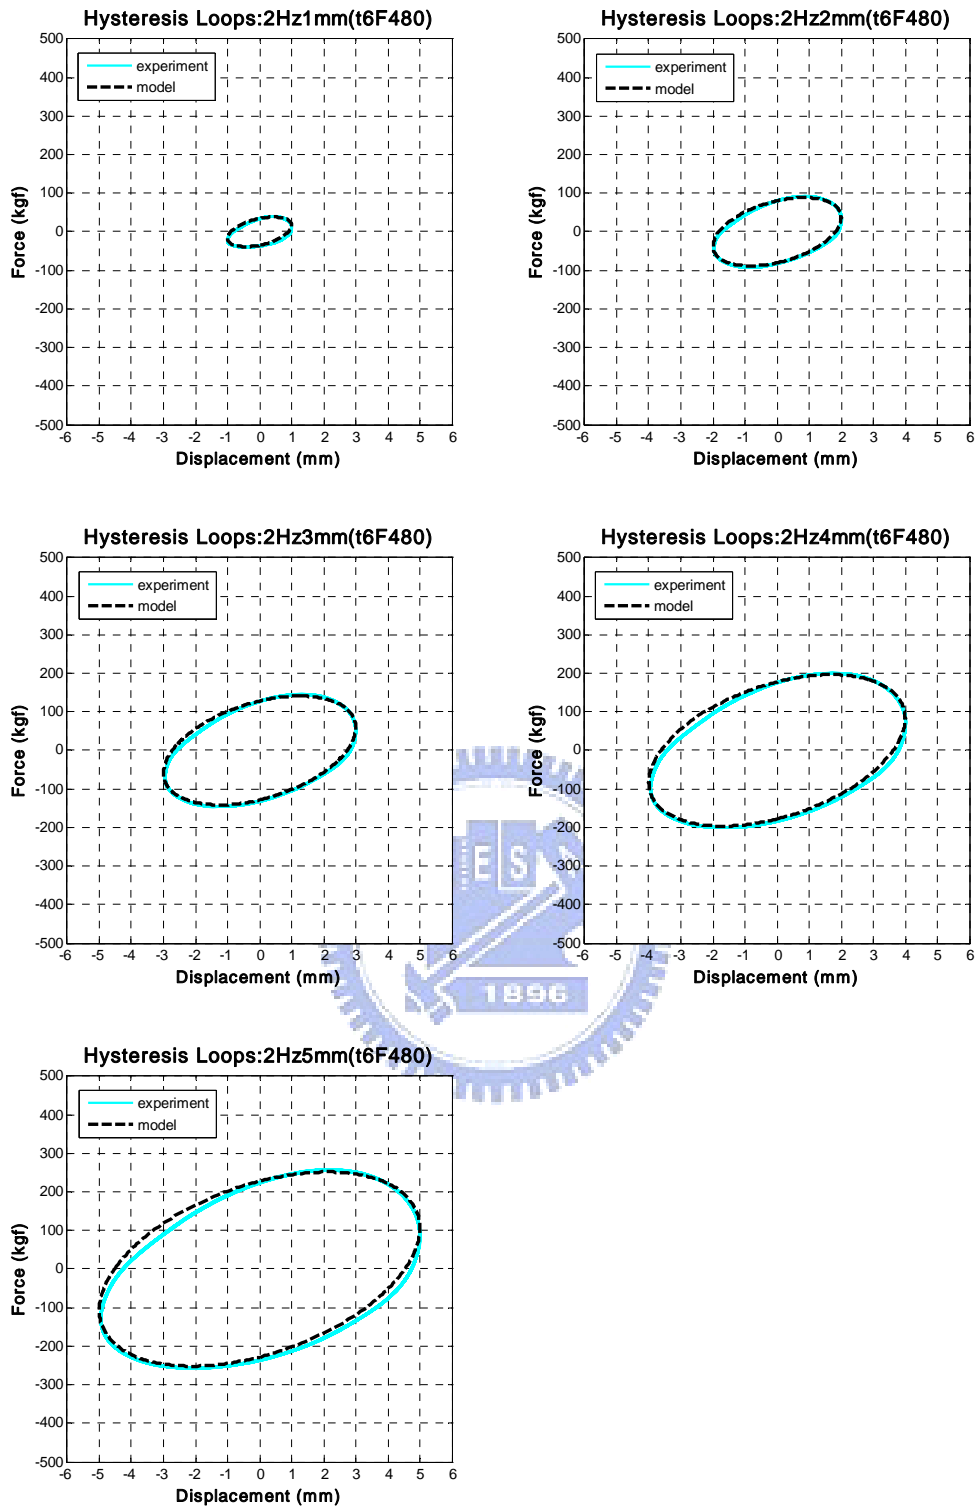 Hysteresis Loops:2Hz1mm(t6F480)
500
400
300
200
100
0
-100
-200
-300
-400
-500
Force (kgf)
experiment
model
-6 -5 -4 -3 -2 -1 0 1 2 3 4 5 6
Displacement (mm)
Hysteresis Loops:2Hz2mm(t6F480)
500
400
300
200
100
0
-100
-200
-300
-400
-500
Force (kgf)
experiment
model
-6 -5 -4 -3 -2 -1 0 1 2 3 4 5 6
Displacement (mm)
Hysteresis Loops:2Hz3mm(t6F480)
500
400
300
200
100
0
-100
-200
-300
-400
-500
Force (kgf)
experiment
model
-6 -5 -4 -3 -2 -1 0 1 2 3 4 5 6
Displacement (mm)
Hysteresis Loops:2Hz4mm(t6F480)
500
400
300
200
100
0
-100
-200
-300
-400
-500
Force (kgf)
experiment
model
-6 -5 -4 -3 -2 -1 0 1 2 3 4 5 6
Displacement (mm)
E S
1896
Hysteresis Loops:2Hz5mm(t6F480)
500
400
300
200
100
0
-100
-200
-300
-400
-500
Force (kgf)
experiment
model
-6 -5 -4 -3 -2 -1 0 1 2 3 4 5 6
Displacement (mm)